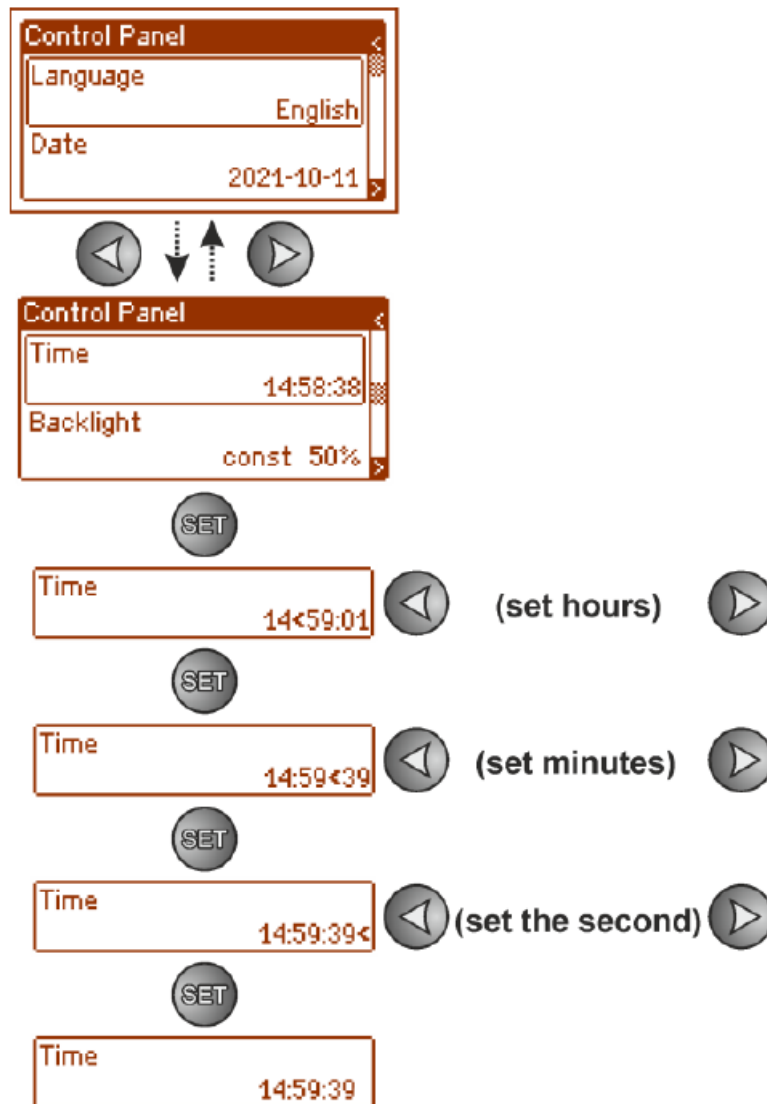 Control Panel <
Language
English
Date
2021-10-11 >
Control Panel <
Time
14:58:38
Backlight
const 50% >
SET
Time
14<59:01
(set hours)
SET
Time
14:59<39
(set minutes)
SET
Time
14:59:39<
(set the second)
SET
Time
14:59:39